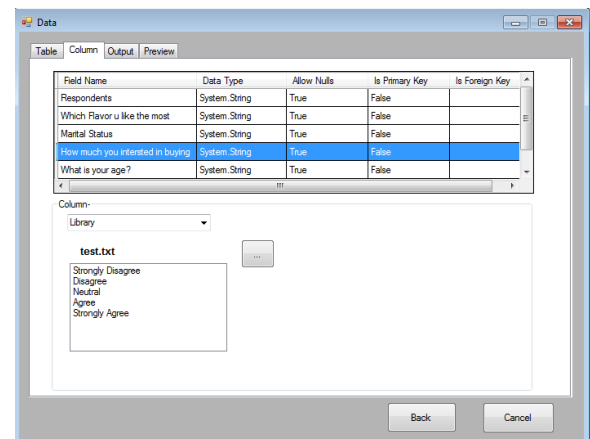 Data
Table Column Output Preview
Field Name Data Type Allow Nulls Is Primary Key Is Foreign Key
Respondents System.String True False
Which Flavor u like the most System.String True False
Marital Status System.String True False
How much you intersted in buying System.String True False
What is your age? System.String True False
Column-
Library
test.txt
...
Strongly Disagree
Disagree
Neutral
Agree
Strongly Agree
Back Cancel